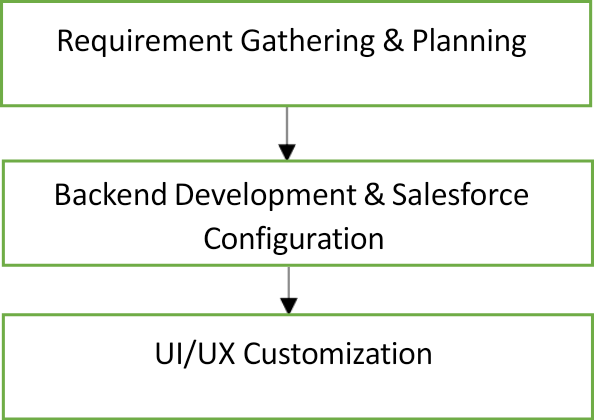 Requirement Gathering & Planning
Backend Development & Salesforce
Configuration
UI/UX Customization